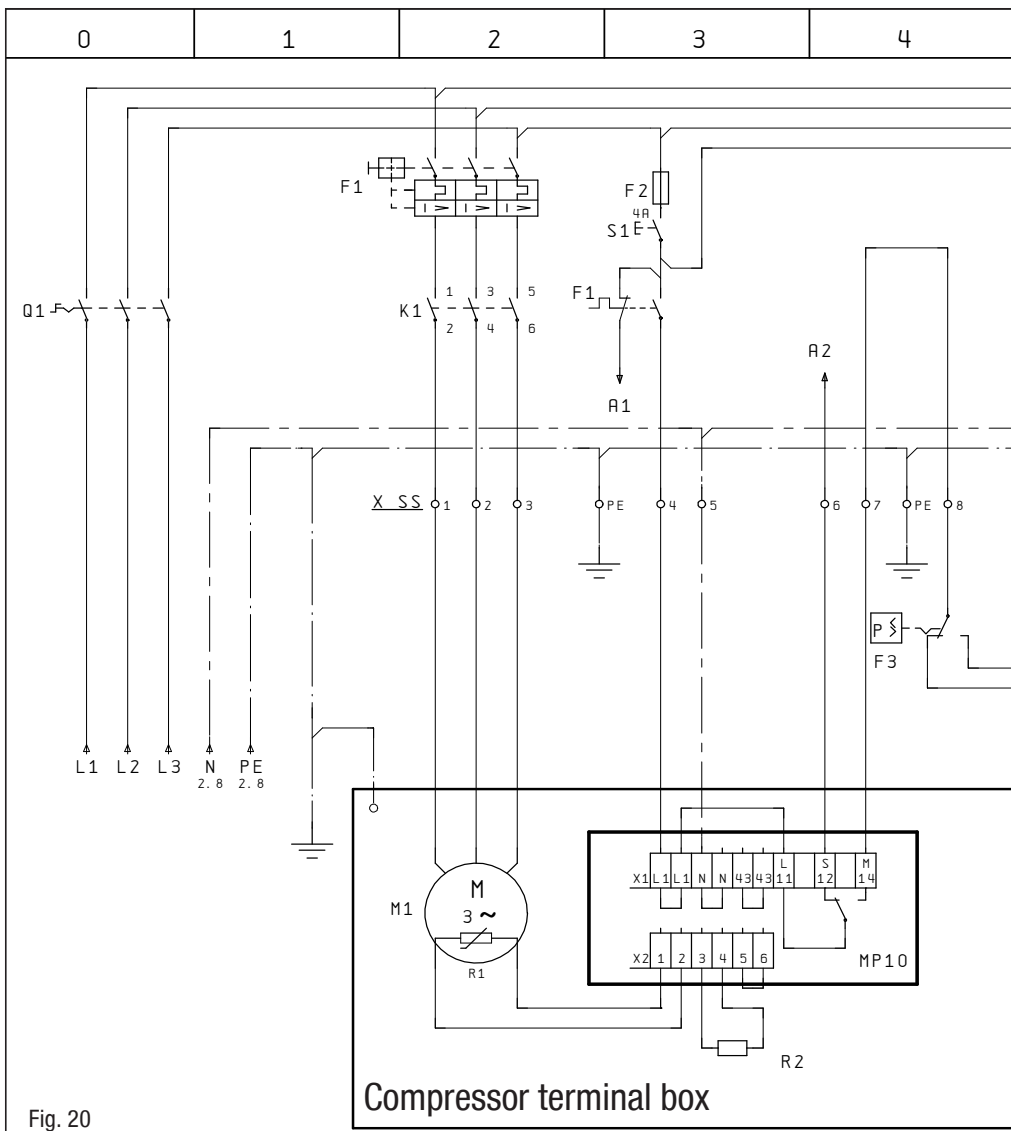 0 1 2 3 4
F1
I > I > I >
F2
4A
S1
Q1
K1
1 3 5
2 4 6
F1
A1
A2
X SS 1 2 3 PE 4 5 6 7 PE 8
P
F3
L1 L2 L3 N PE
2.8 2.8
M1
M
3 ~
R1
L S M
X1 L1 L1 N N 43 43 11 12 14
X2 1 2 3 4 5 6
MP10
R2
Compressor terminal box
Fig. 20